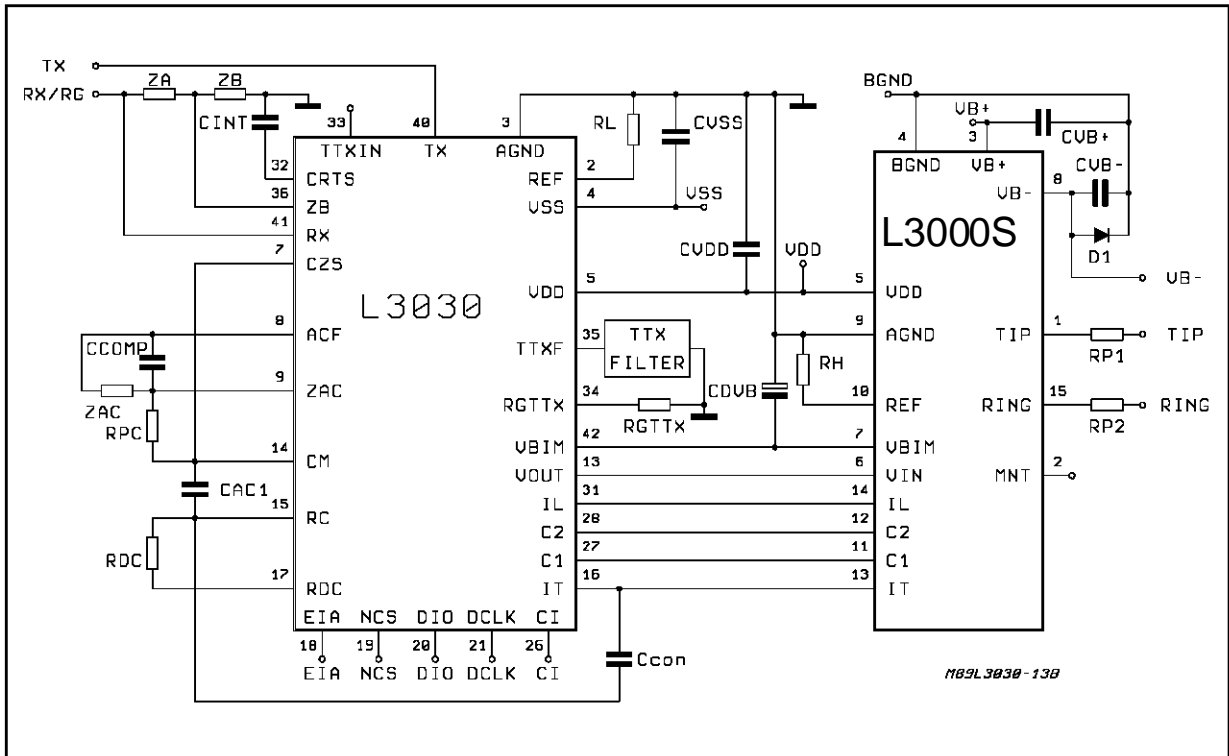 TX
RX/RG
ZA
ZB
CINT
33
40
3
TTXIN
TX
AGND
RL
CVSS
BGND
VB+
CVB+
4
3
BGND
VB+
CVB-
32
CRTS
REF
2
36
ZB
VSS
4
VSS
VB-
8
41
RX
7
CZS
L3000S
CVDD
VDD
D1
VB-
L3030
VDD
5
5
VDD
8
ACF
CCOMP
TTXF
35
TTX
FILTER
9
AGND
TIP
1
RP1
TIP
9
ZAC
ZAC
RPC
RGTTX
34
RGTTX
CDVB
RH
10
REF
RING
15
RP2
RING
14
CM
VBIM
42
7
VBIM
CAC1
VOUT
13
6
VIN
MNT
2
15
RC
IL
31
14
IL
C2
28
12
C2
RDC
C1
27
11
C1
17
RDC
IT
16
13
IT
EIA
NCS
DIO
DCLK
CI
18
19
20
21
26
EIA
NCS
DIO
DCLK
CI
Ccon
M89L3030-13B